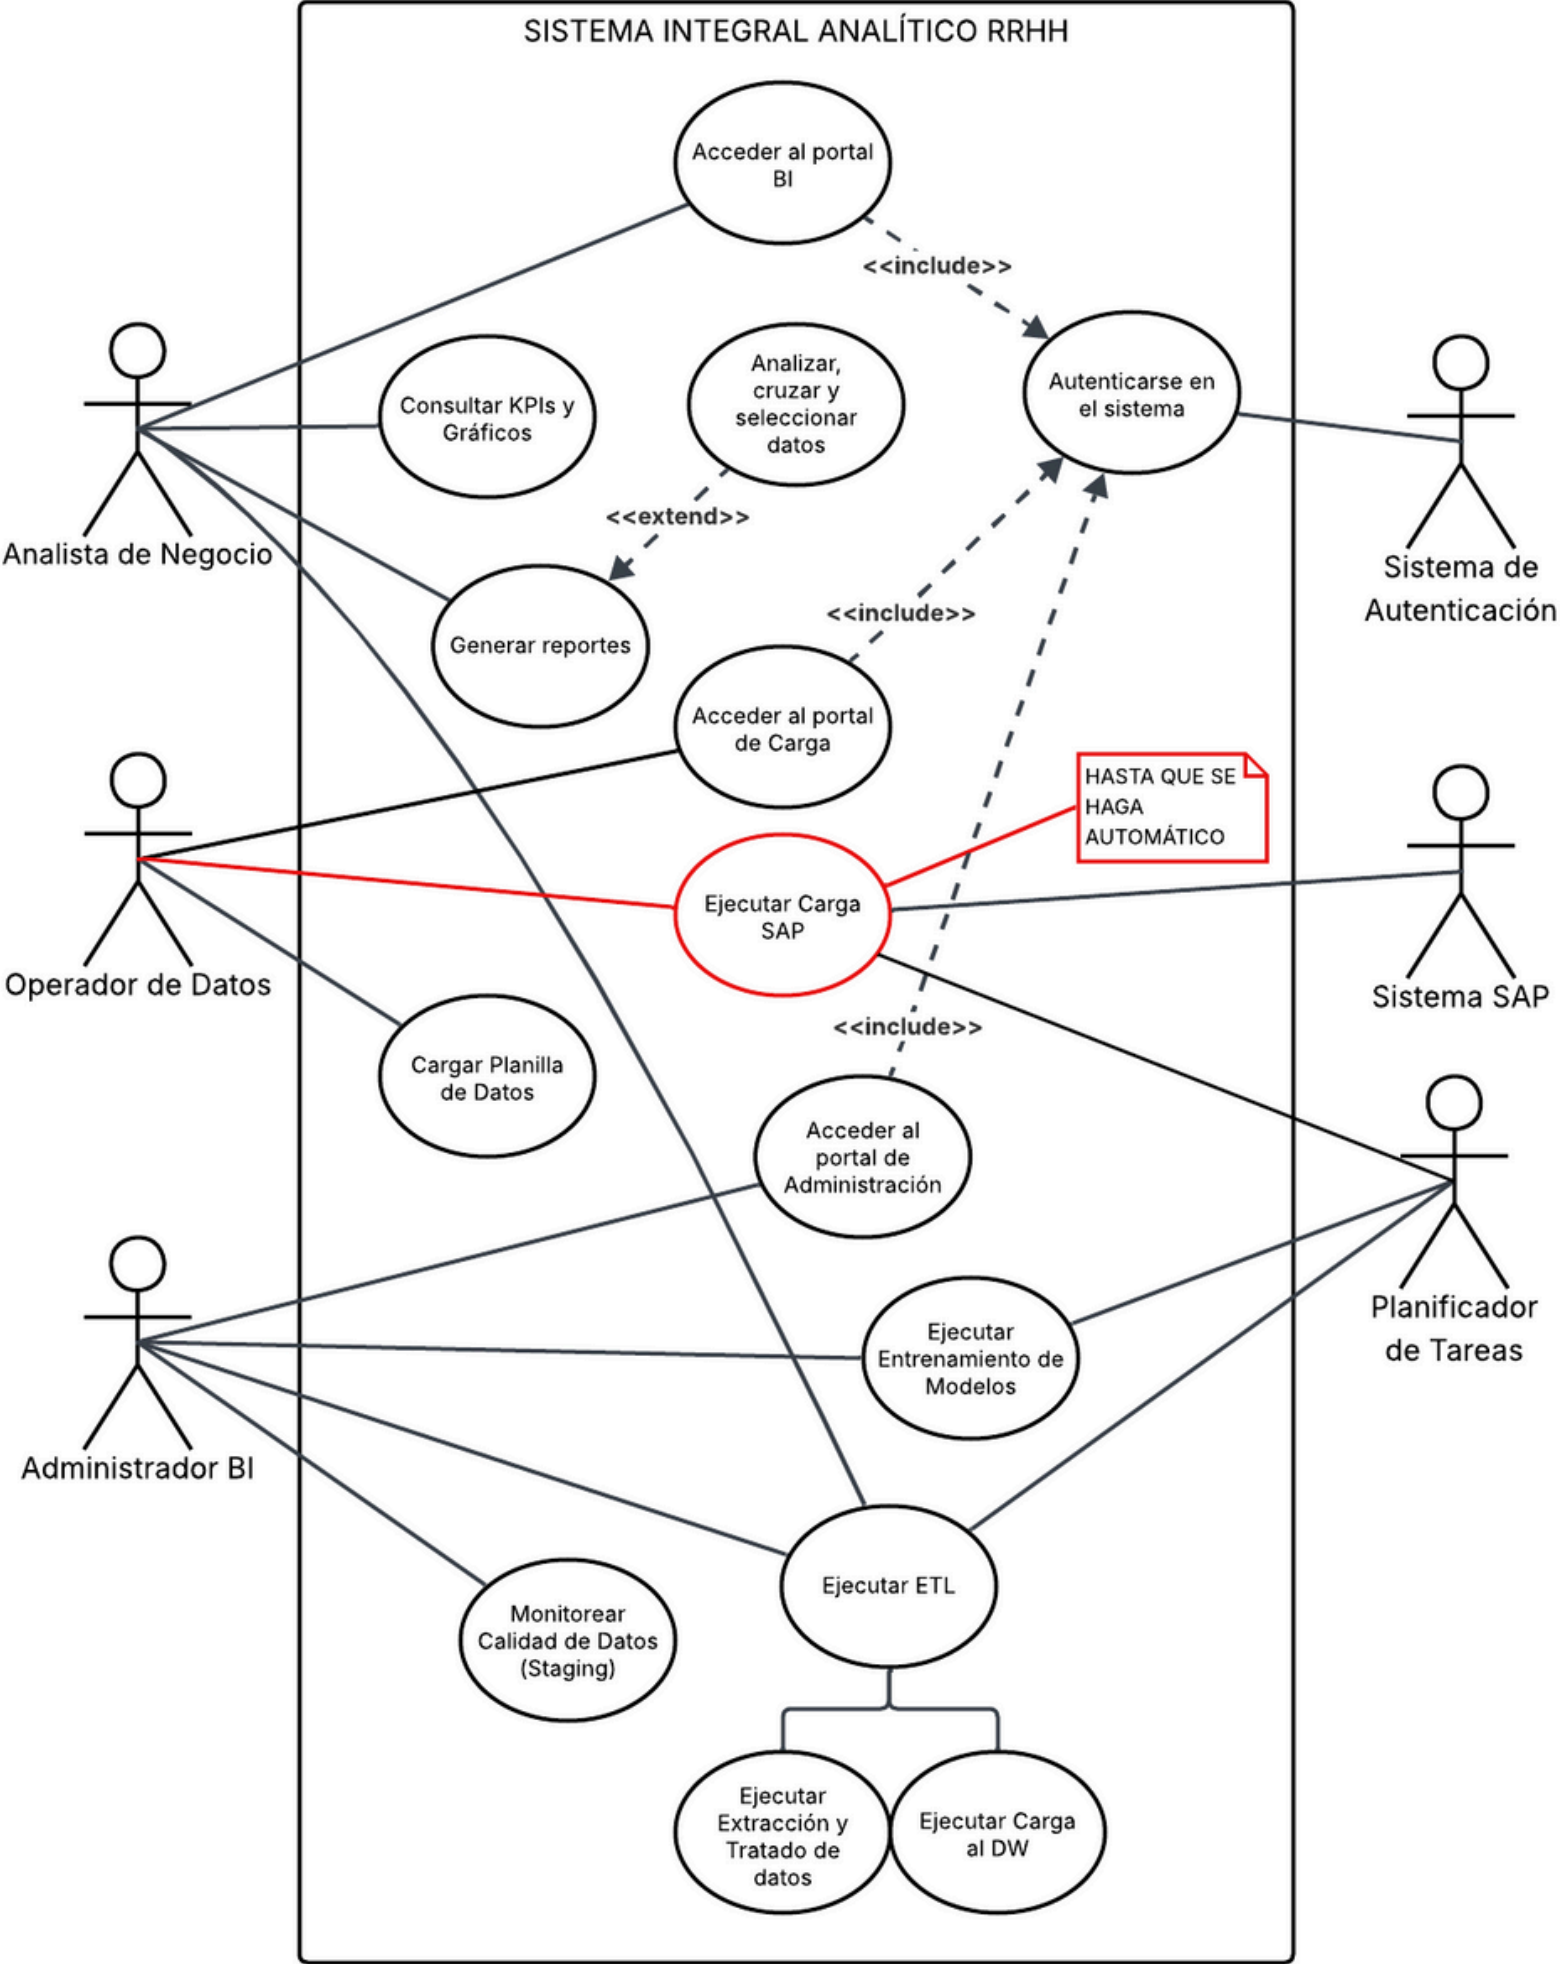 SISTEMA INTEGRAL ANALÍTICO RRHH
Acceder al portal
BI
<<include>>
Consultar KPIs y
Gráficos
Analizar,
cruzar y
seleccionar
datos
Autenticarse en
el sistema
Analista de Negocio
<<extend>>
Sistema de
Autenticación
Generar reportes
<<include>>
Acceder al portal
de Carga
HASTA QUE SE
HAGA
AUTOMÁTICO
Ejecutar Carga
SAP
Operador de Datos
Sistema SAP
<<include>>
Cargar Planilla
de Datos
Acceder al
portal de
Administración
Planificador
de Tareas
Ejecutar
Entrenamiento de
Modelos
Administrador BI
Ejecutar ETL
Monitorear
Calidad de Datos
(Staging)
Ejecutar
Extracción y
Tratado de
datos
Ejecutar Carga
al DW